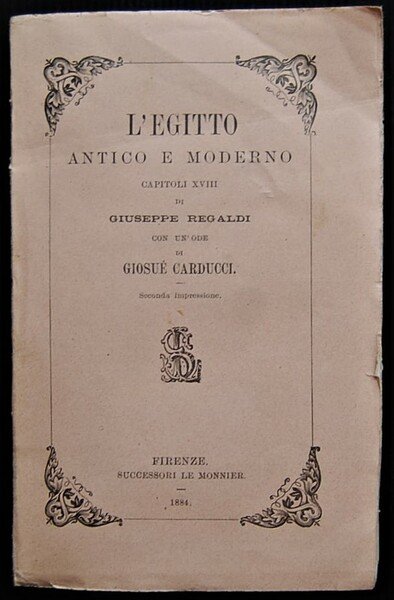 L'EGITTO
ANTICO E MODERNO
CAPITOLI XVIII
DI
GIUSEPPE REGALDI
CON UN'ODE
DI
GIOSUÈ CARDUCCI.
Seconda Impressione.
FIRENZE.
SUCCESSORI LE MONNIER.
1884.